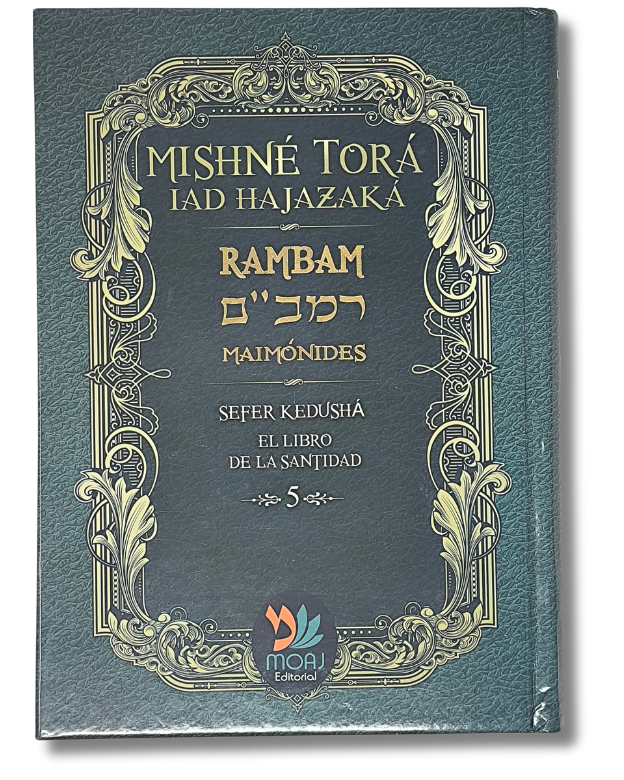 MISHNÉ TORÁ
IAD HAJAZAKÁ
RAMBAM
רמב"ם
MAIMÓNIDES
SEFER KEDUSHÁ
EL LIBRO
DE LA SANTIDAD
5
מ
MOAJ
Editorial